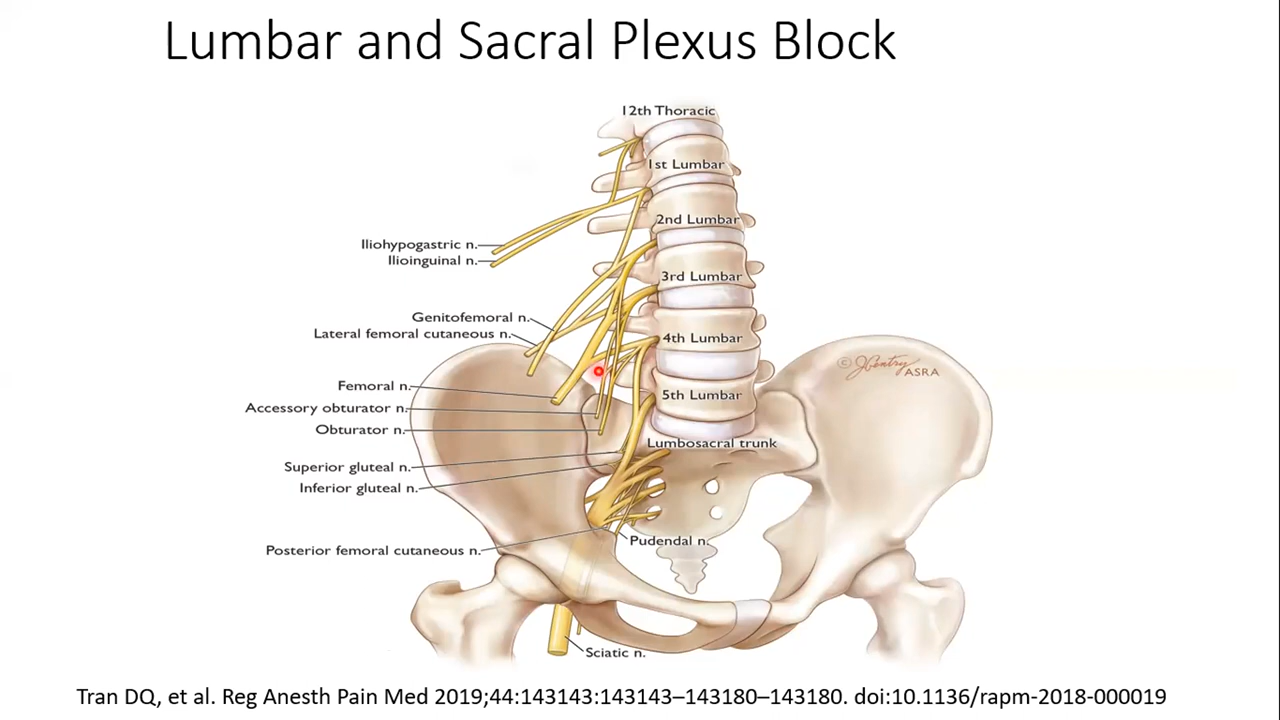 Lumbar and Sacral Plexus Block
12th Thoracic
1st Lumbar
2nd Lumbar
Iliohypogastric n.
Ilioinguinal n.
3rd Lumbar
Genitofemoral n.
Lateral femoral cutaneous n.
4th Lumbar
© JGentry
ASRA
Femoral n.
5th Lumbar
Accessory obturator n.
Obturator n.
Lumbosacral trunk
Superior gluteal n.
Inferior gluteal n.
Pudendal n.
Posterior femoral cutaneous n.
Sciatic n.
Tran DQ, et al. Reg Anesth Pain Med 2019;44:143143:143143–143180–143180. doi:10.1136/rapm-2018-000019